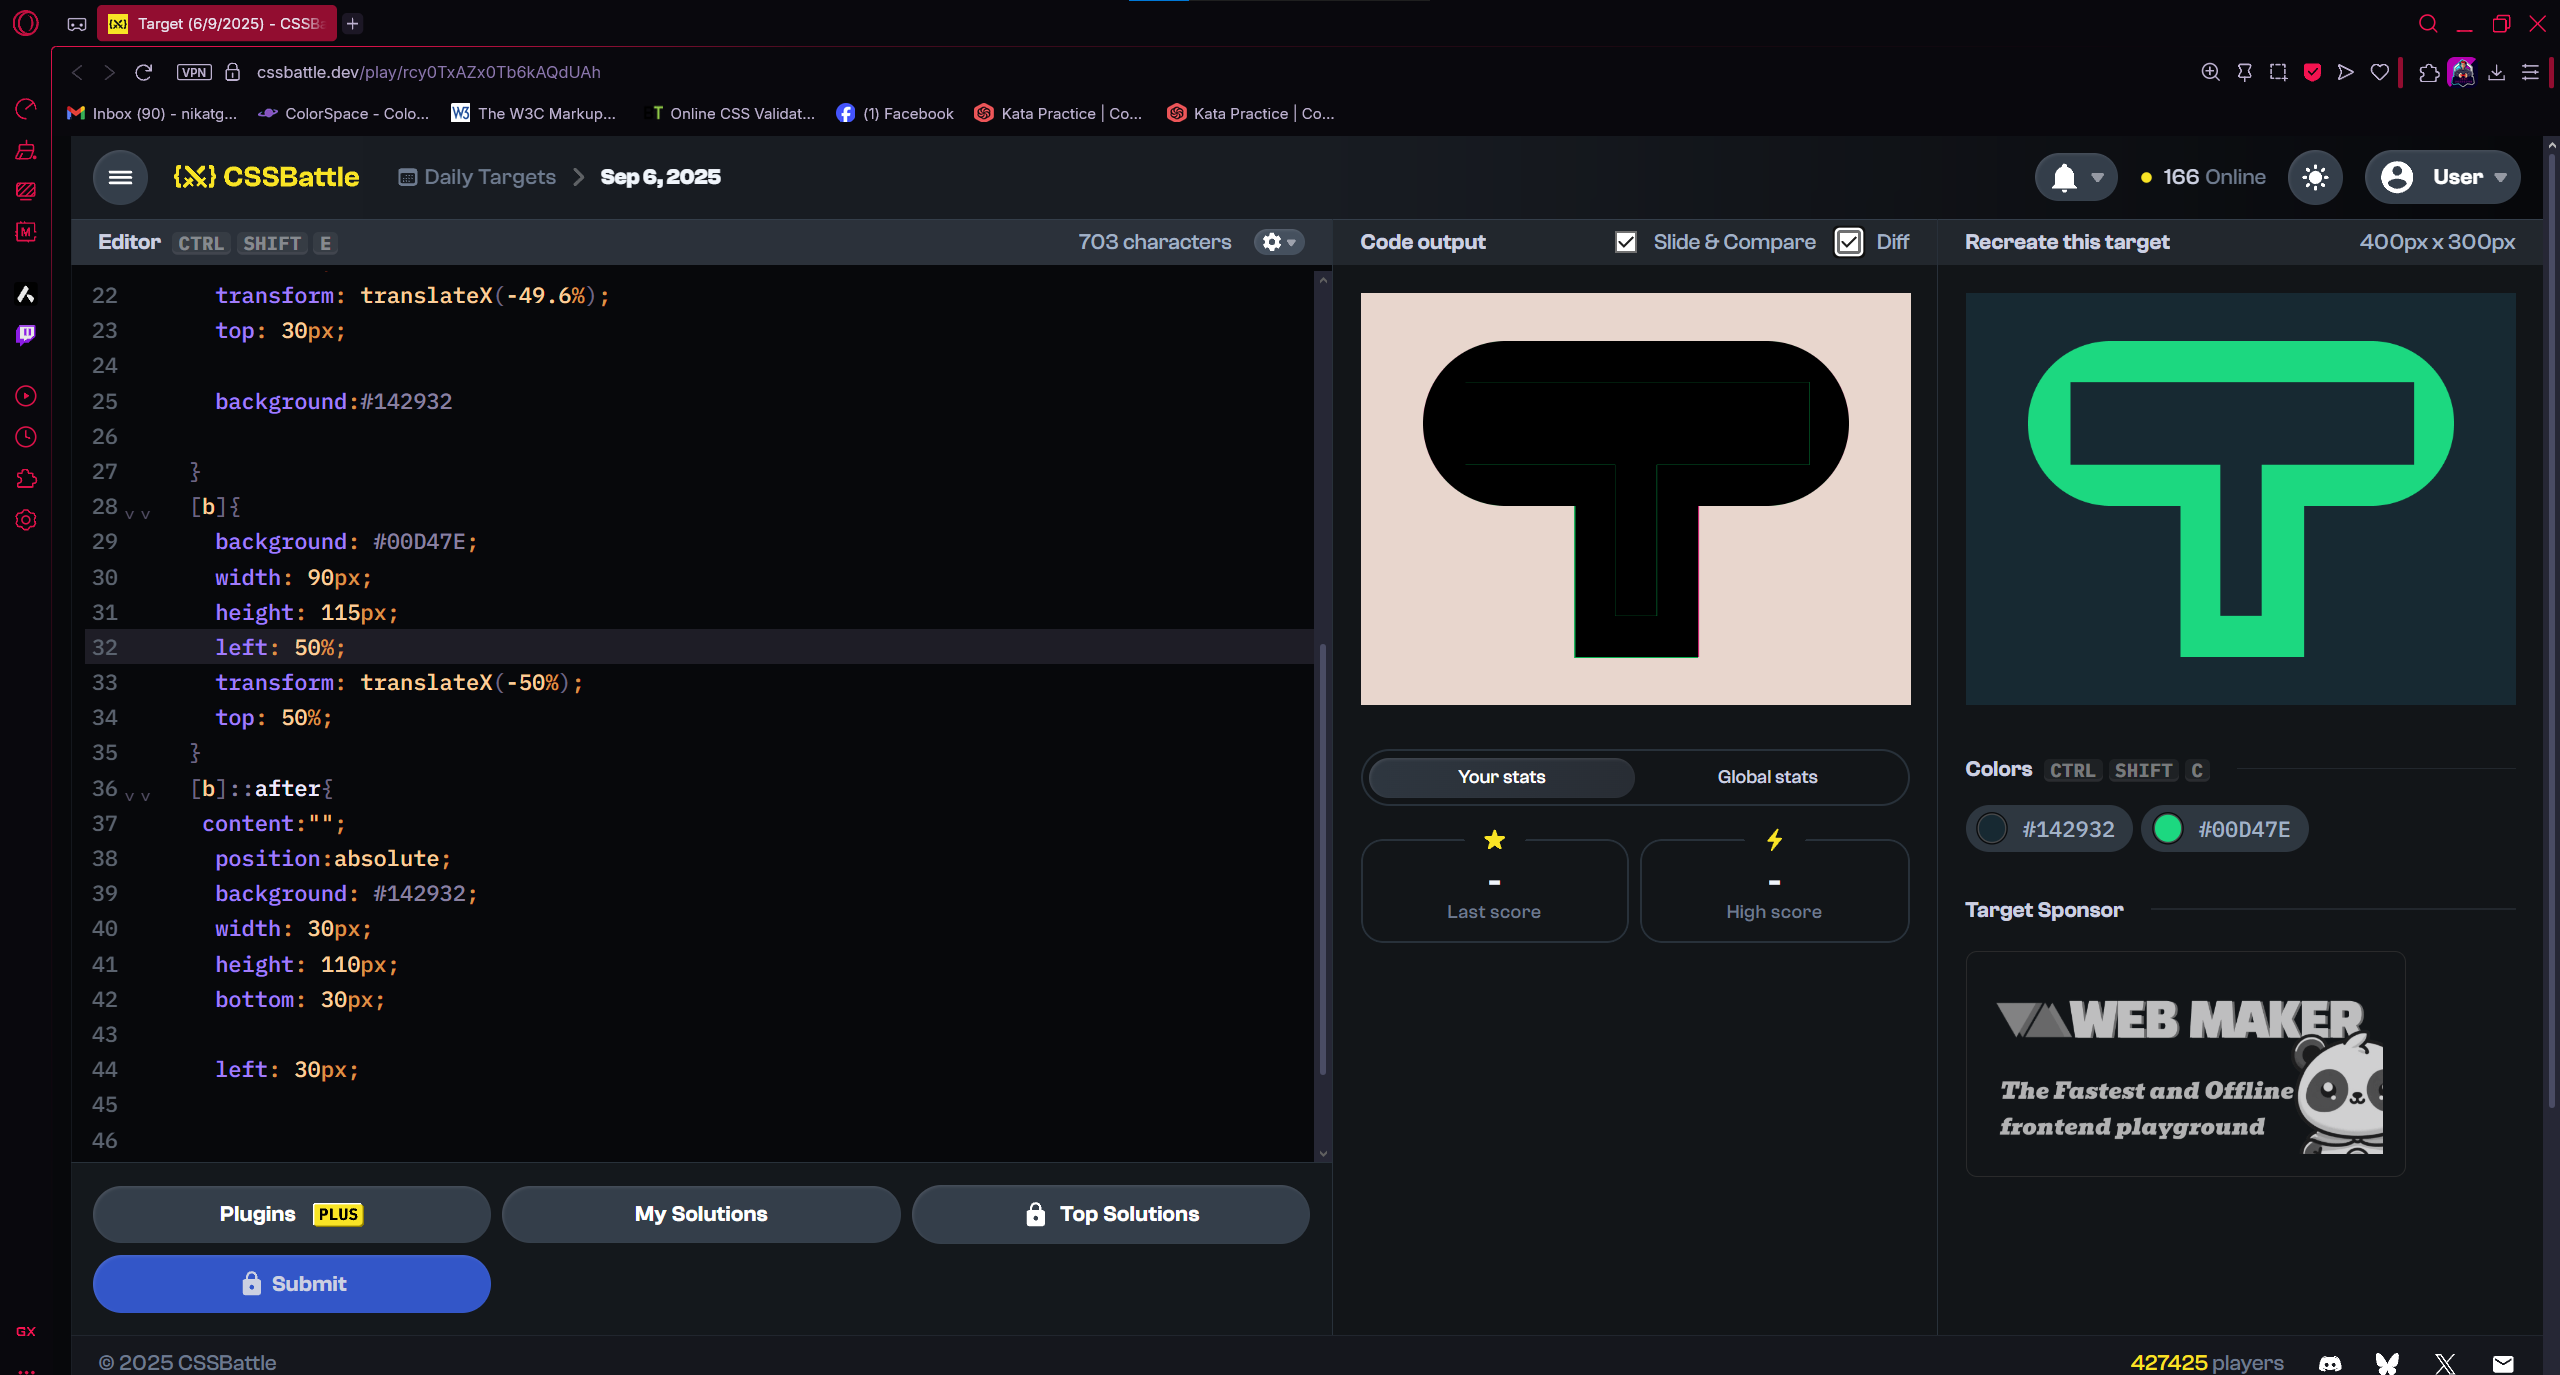 Target (6/9/2025) - CSSBa
VPN cssbattle.dev/play/rcy0TxAZx0Tb6kAQdUAh
Inbox (90) - nikatg... ColorSpace - Colo... The W3C Markup... Online CSS Validat... (1) Facebook Kata Practice | Co... Kata Practice | Co...
CSSBattle Daily Targets Sep 6, 2025 166 Online User
Editor CTRL SHIFT E 703 characters Code output Slide & Compare Diff Recreate this target 400px x 300px
22 transform: translateX(-49.6%);
23 top: 30px;
24
25 background:#142932
26
27 }
28 [b]{
29 background: #00D47E;
30 width: 90px;
31 height: 115px;
32 left: 50%;
33 transform: translateX(-50%);
34 top: 50%;
35 }
36 [b]::after{
37 content:"";
38 position:absolute;
39 background: #142932;
40 width: 30px;
41 height: 110px;
42 bottom: 30px;
43
44 left: 30px;
45
46
Plugins PLUS My Solutions Top Solutions
Submit
Your stats Global stats
-
Last score
-
High score
Colors CTRL SHIFT C
#142932 #00D47E
Target Sponsor
WEB MAKER
The Fastest and Offline
frontend playground
GX
© 2025 CSSBattle 427425 players